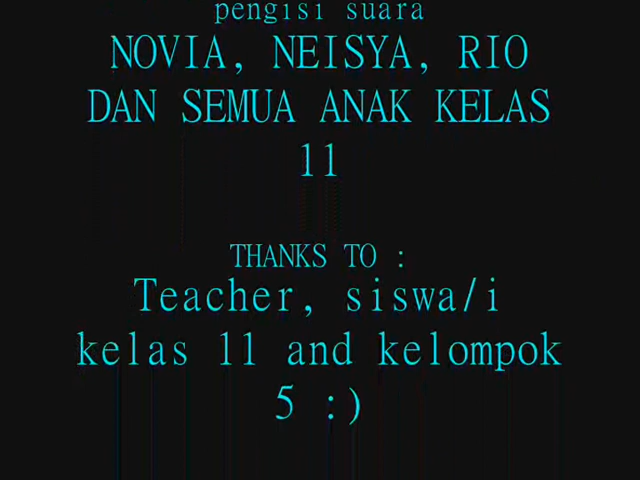 pengisi suara
NOVIA, NEISYA, RIO
DAN SEMUA ANAK KELAS
11
THANKS TO :
Teacher, siswa/i
kelas 11 and kelompok
5 :)